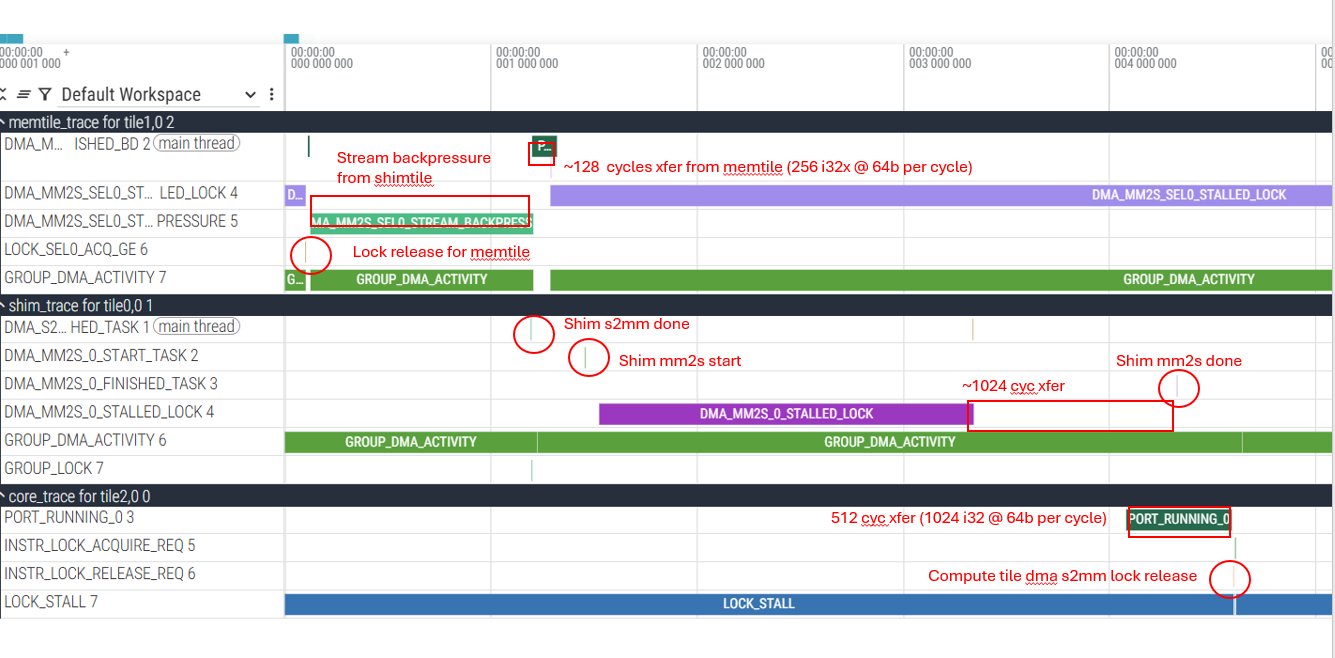 00:00:00 + 00:00:00 00:00:00 00:00:00 00:00:00 00:00:00
000 001 000 000 000 000 001 000 000 002 000 000 003 000 000 004 000 000
Default Workspace
memtile_trace for tile1,0 2
DMA_M... ISHED_BD 2 main thread
P...
Stream backpressure
from shimtile
~128 cycles xfer from memtile (256 i32x @ 64b per cycle)
DMA_MM2S_SEL0_ST... LED_LOCK 4 D... DMA_MM2S_SEL0_STALLED_LOCK
DMA_MM2S_SEL0_ST... PRESSURE 5 MA_MM2S_SEL0_STREAM_BACKPRESS
LOCK_SEL0_ACQ_GE 6 Lock release for memtile
GROUP_DMA_ACTIVITY 7 G... GROUP_DMA_ACTIVITY GROUP_DMA_ACTIVITY
shim_trace for tile0,0 1
DMA_S2... HED_TASK 1 main thread Shim s2mm done
DMA_MM2S_0_START_TASK 2 Shim mm2s start Shim mm2s done
DMA_MM2S_0_FINISHED_TASK 3 ~1024 cyc xfer
DMA_MM2S_0_STALLED_LOCK 4 DMA_MM2S_0_STALLED_LOCK
GROUP_DMA_ACTIVITY 6 GROUP_DMA_ACTIVITY GROUP_DMA_ACTIVITY
GROUP_LOCK 7
core_trace for tile2,0 0
PORT_RUNNING_0 3 512 cyc xfer (1024 i32 @ 64b per cycle) PORT_RUNNING_0
INSTR_LOCK_ACQUIRE_REQ 5
INSTR_LOCK_RELEASE_REQ 6 Compute tile dma s2mm lock release
LOCK_STALL 7 LOCK_STALL